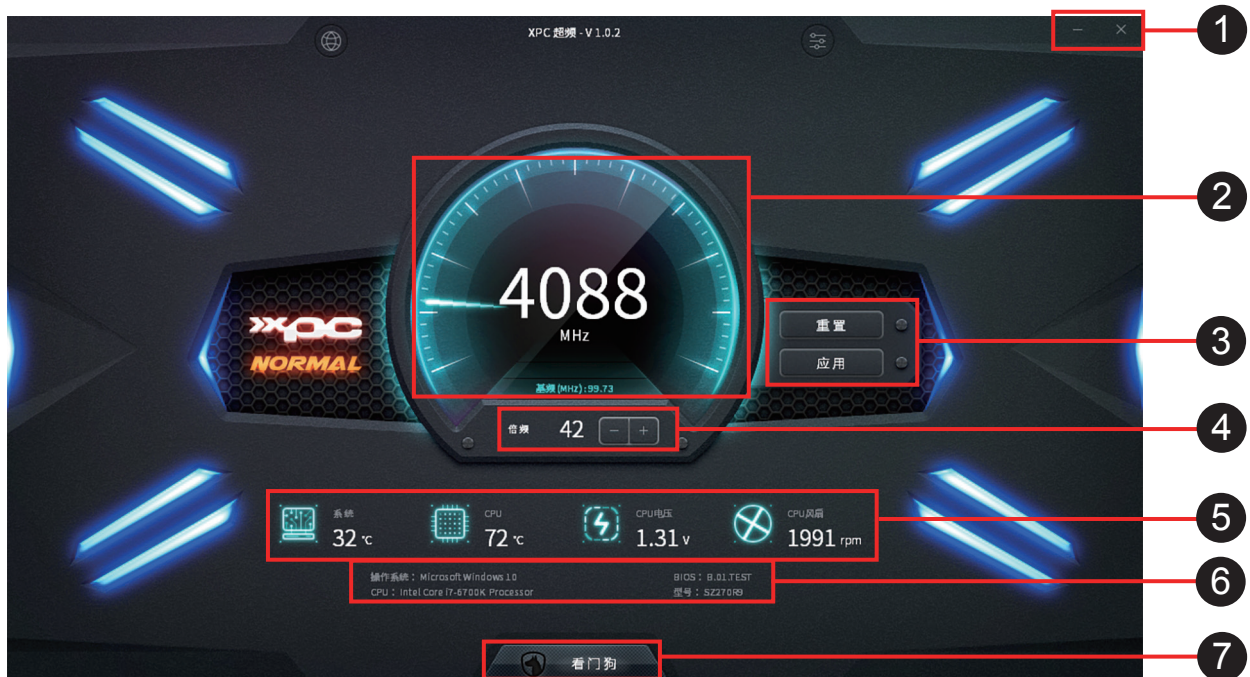 XPC 超频 - V 1.0.2
1
2
4088
MHz
基频 (MHz) : 99.73
xpc
NORMAL
重置
应用
3
倍频 42 - +
4
系统
32 ℃
CPU
72 ℃
CPU电压
1.31 v
CPU风扇
1991 rpm
5
操作系统： Microsoft Windows 10
BIOS： B.01.TEST
CPU： Intel Core i7-6700K Processor
型号： SZ270R9
6
看门狗
7